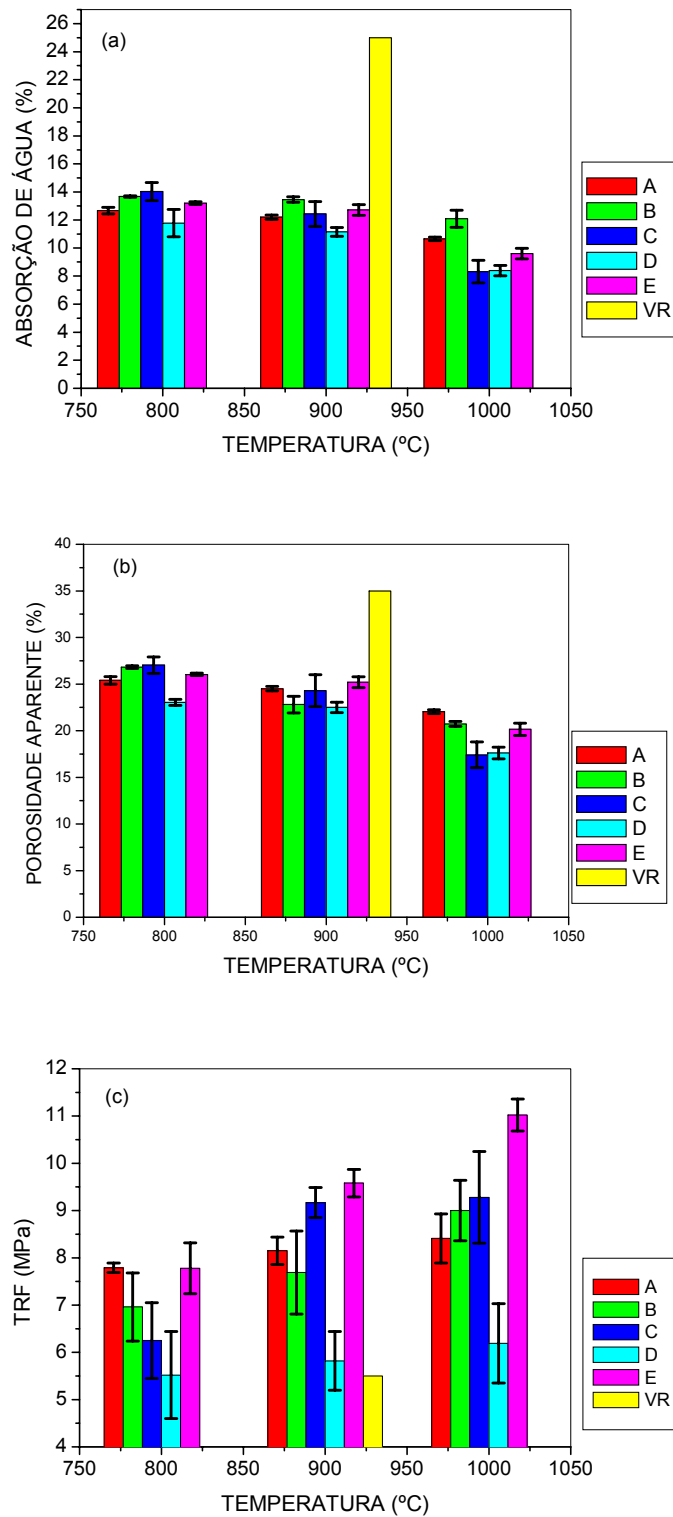 (a)
ABSORÇÃO DE ÁGUA (%)
26
24
22
20
18
16
14
12
10
8
6
4
2
0
750 800 850 900 950 1000 1050
TEMPERATURA (ºC)
A
B
C
D
E
VR
(b)
POROSIDADE APARENTE (%)
40
35
30
25
20
15
10
5
0
750 800 850 900 950 1000 1050
TEMPERATURA (ºC)
A
B
C
D
E
VR
(c)
TRF (MPa)
12
11
10
9
8
7
6
5
4
750 800 850 900 950 1000 1050
TEMPERATURA (ºC)
A
B
C
D
E
VR